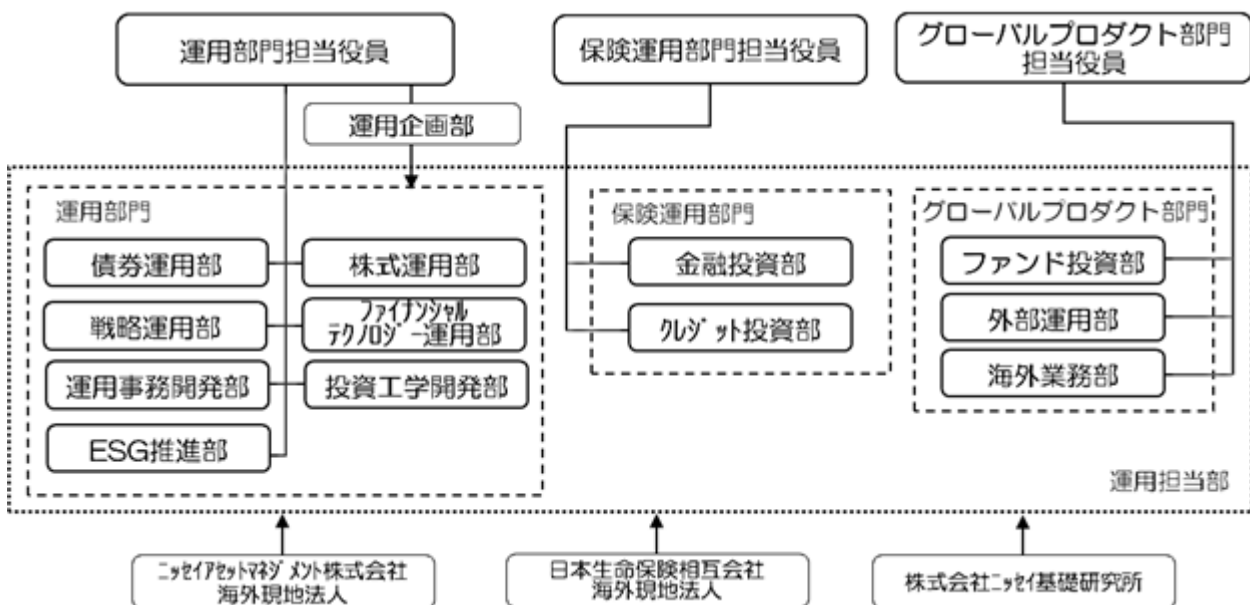 運用部門担当役員
保険運用部門担当役員
グローバルプロダクト部門
担当役員
運用企画部
運用部門
債券運用部
株式運用部
戦略運用部
ファイナンシャル
テクノロジー運用部
運用事務開発部
投資工学開発部
ESG推進部
保険運用部門
金融投資部
クレジット投資部
グローバルプロダクト部門
ファンド投資部
外部運用部
海外業務部
運用担当部
ニッセイアセットマネジメント株式会社
海外現地法人
日本生命保険相互会社
海外現地法人
株式会社ニッセイ基礎研究所